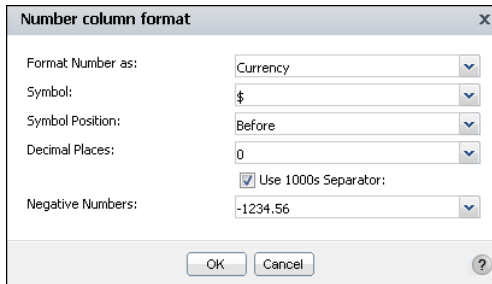 Number column format x
Format Number as: Currency
Symbol: $
Symbol Position: Before
Decimal Places: 0
Use 1000s Separator:
Negative Numbers: -1234.56
OK Cancel ?